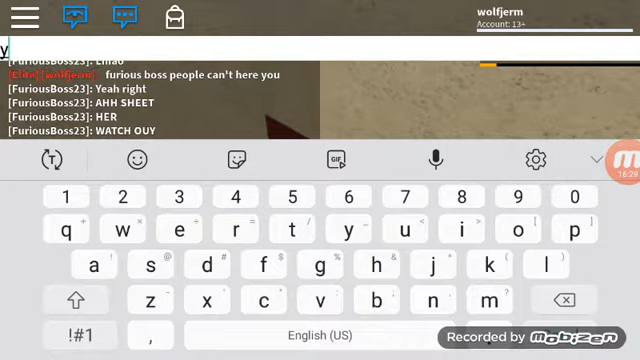 wolfjerm
Account: 13+
y
[FuriousBoss23]: Lmao
[Elite] [wolfjerm]: furious boss people can't here you
[FuriousBoss23]: Yeah right
[FuriousBoss23]: AHH SHEET
[FuriousBoss23]: HER
[FuriousBoss23]: WATCH OUY
T
GIF
16:29
1 2 3 4 5 6 7 8 9 0
q w e r t y u i o p
a s d f g h j k l
z x c v b n m
!#1 , English (US)
Recorded by Mobizen